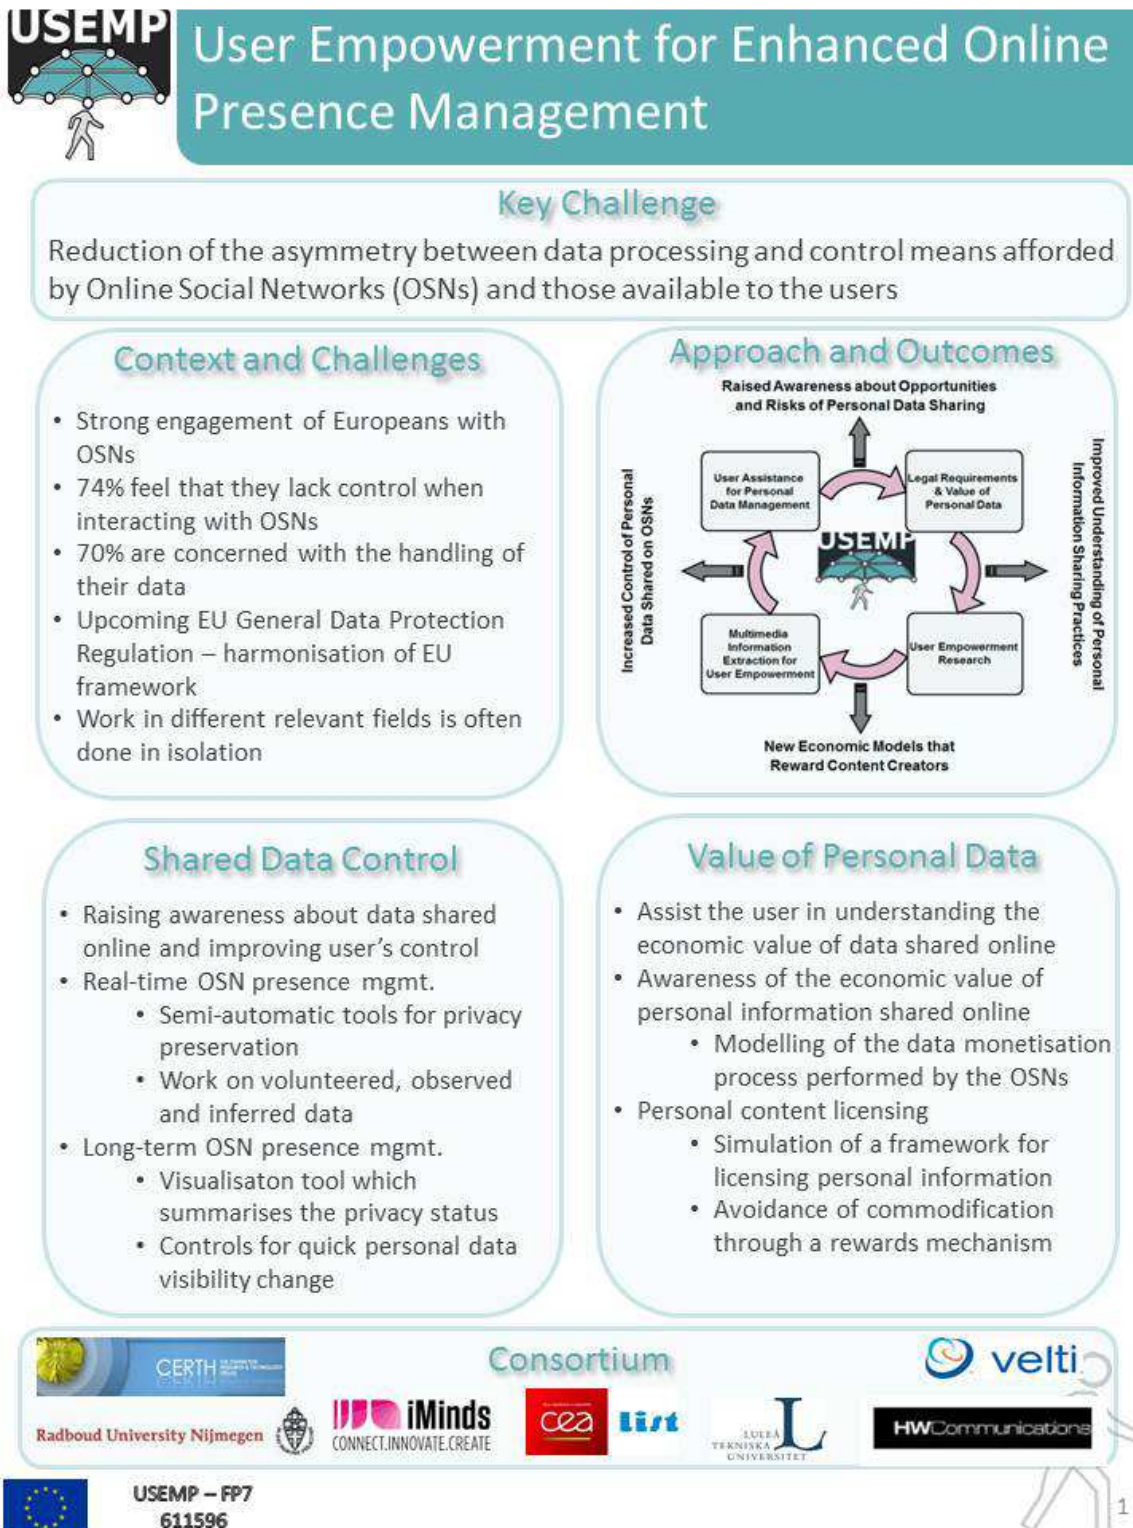 USEMP
User Empowerment for Enhanced Online
Presence Management
Key Challenge
Reduction of the asymmetry between data processing and control means afforded
by Online Social Networks (OSNs) and those available to the users
Context and Challenges
• Strong engagement of Europeans with
OSNs
• 74% feel that they lack control when
interacting with OSNs
• 70% are concerned with the handling of
their data
• Upcoming EU General Data Protection
Regulation – harmonisation of EU
framework
• Work in different relevant fields is often
done in isolation
Approach and Outcomes
Raised Awareness about Opportunities
and Risks of Personal Data Sharing
Increased Control of Personal
Data Shared on OSNs
User Assistance
for Personal
Data Management
Legal Requirements
& Value of
Personal Data
USEMP
Multimedia
Information
Extraction for
User Empowerment
User Empowerment
Research
Improved Understanding of Personal
Information Sharing Practices
New Economic Models that
Reward Content Creators
Shared Data Control
• Raising awareness about data shared
online and improving user's control
• Real-time OSN presence mgmt.
• Semi-automatic tools for privacy
preservation
• Work on volunteered, observed
and inferred data
• Long-term OSN presence mgmt.
• Visualisaton tool which
summarises the privacy status
• Controls for quick personal data
visibility change
Value of Personal Data
• Assist the user in understanding the
economic value of data shared online
• Awareness of the economic value of
personal information shared online
• Modelling of the data monetisation
process performed by the OSNs
• Personal content licensing
• Simulation of a framework for
licensing personal information
• Avoidance of commodification
through a rewards mechanism
CERTH
Consortium
velti
Radboud University Nijmegen
iMinds
CONNECT.INNOVATE.CREATE
cea
list
LULEÅ
TEKNISKA
UNIVERSITET
HWCommunications
USEMP – FP7
611596
1